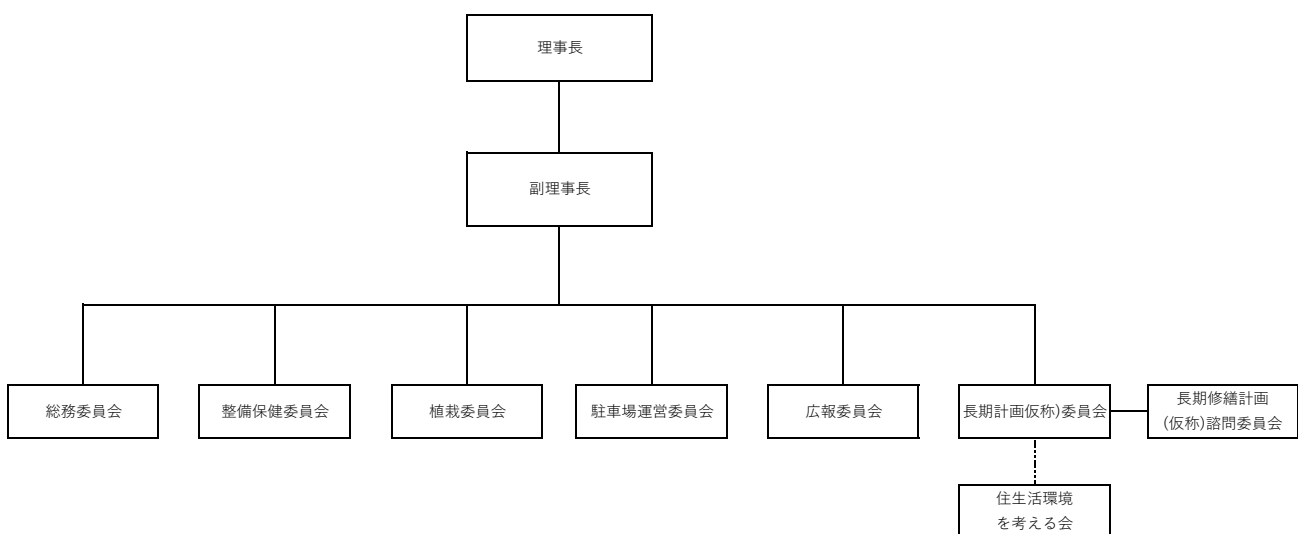 理事長
副理事長
総務委員会
整備保健委員会
植栽委員会
駐車場運営委員会
広報委員会
長期計画仮称)委員会
長期修繕計画
(仮称)諮問委員会
住生活環境
を考える会